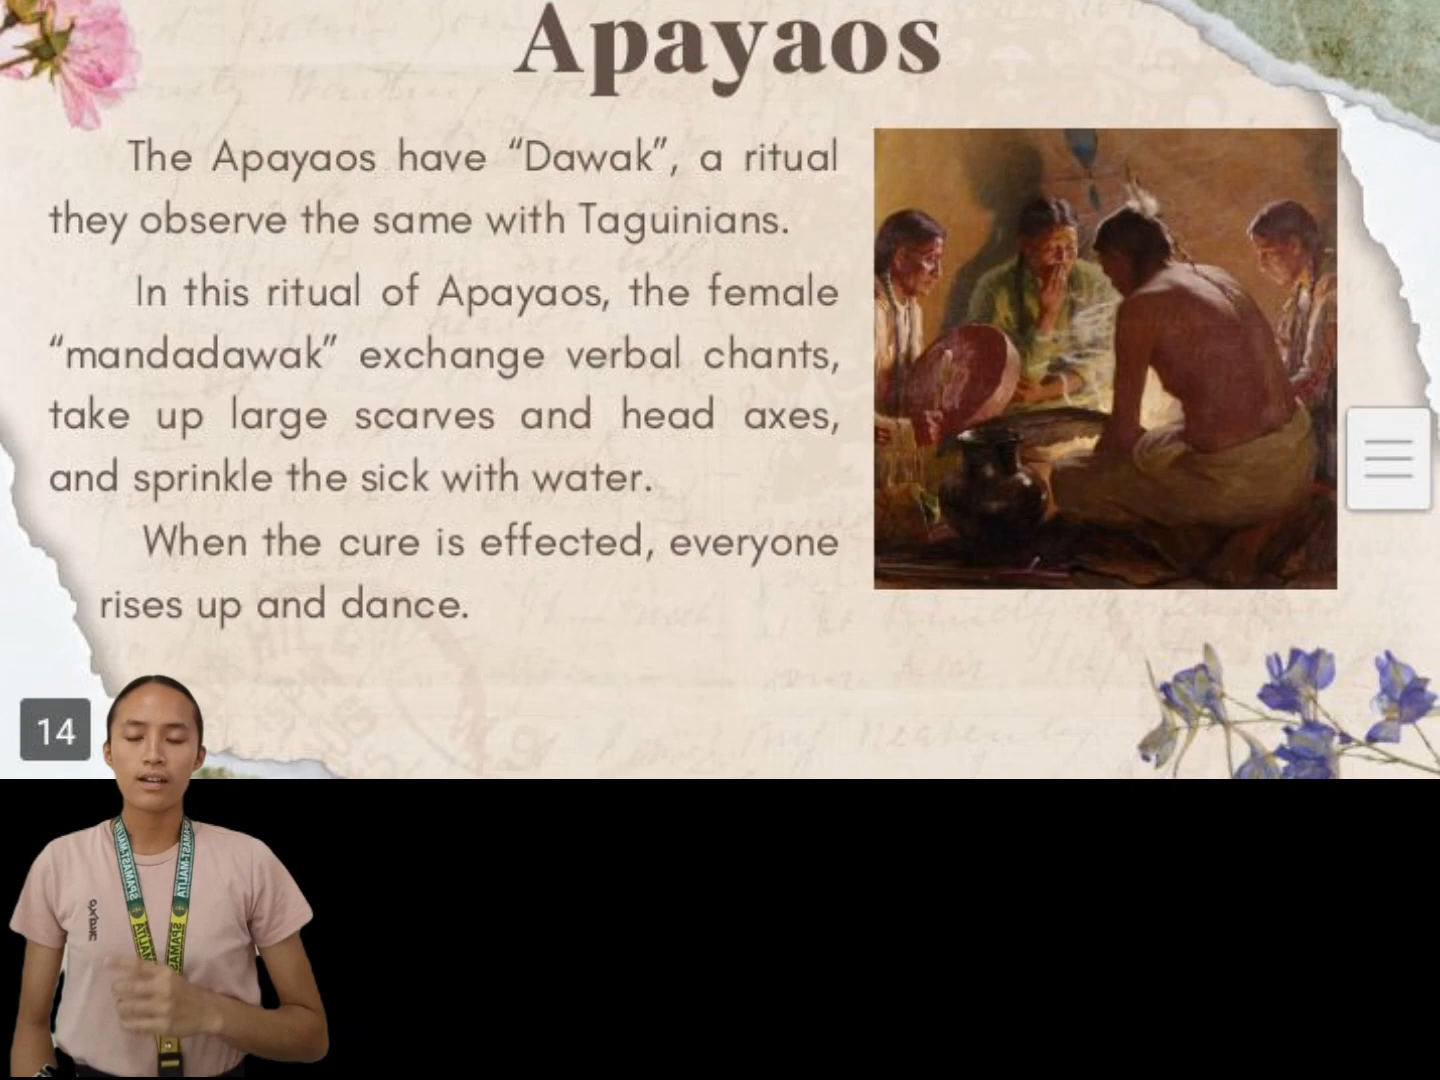 Apayaos
The Apayaos have “Dawak”, a ritual
they observe the same with Taguinians.
In this ritual of Apayaos, the female
“mandadawak” exchange verbal chants,
take up large scarves and head axes,
and sprinkle the sick with water.
When the cure is effected, everyone
rises up and dance.
14